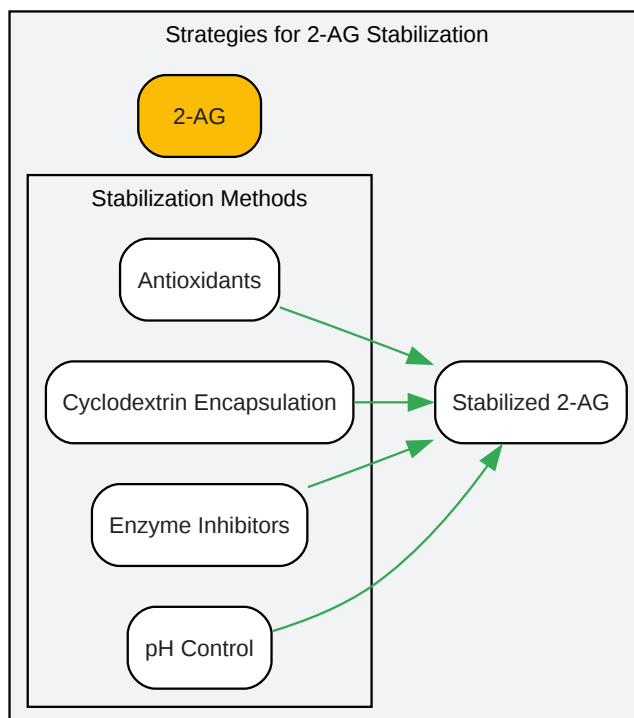 Strategies for 2-AG Stabilization
2-AG
Stabilization Methods
Antioxidants
Cyclodextrin Encapsulation
Stabilized 2-AG
Enzyme Inhibitors
pH Control